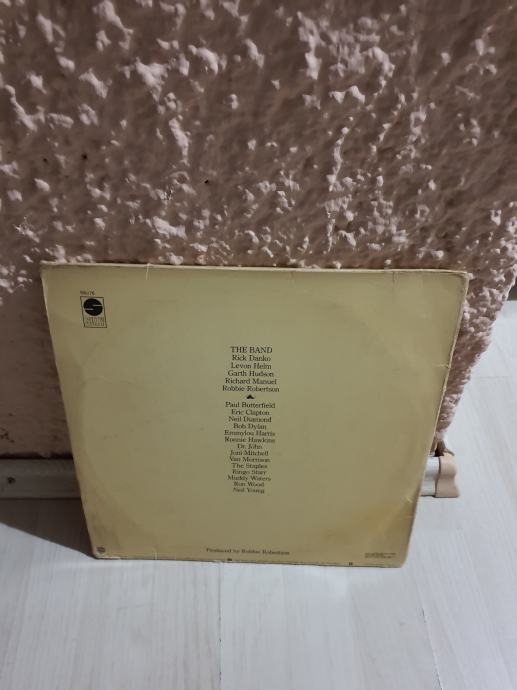 THE BAND
Rick Danko
Levon Helm
Garth Hudson
Richard Manuel
Robbie Robertson
Paul Butterfield
Eric Clapton
Neil Diamond
Bob Dylan
Emmylou Harris
Ronnie Hawkins
Dr. John
Joni Mitchell
Van Morrison
The Staples
Ringo Starr
Muddy Waters
Ron Wood
Neil Young
Produced by Robbie Robertson